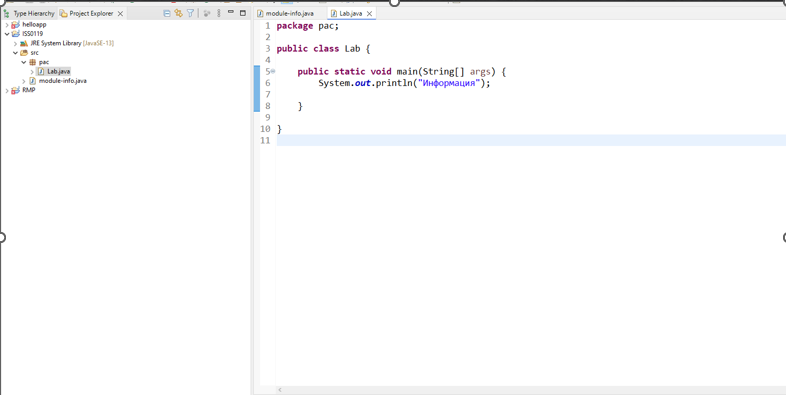 Type Hierarchy
Project Explorer
helloapp
ISS0119
JRE System Library [JavaSE-13]
src
pac
Lab.java
module-info.java
RMP
module-info.java
Lab.java
1 package pac;
2
3 public class Lab {
4
5 public static void main(String[] args) {
6 System.out.println("Информация");
7
8 }
9
10 }
11